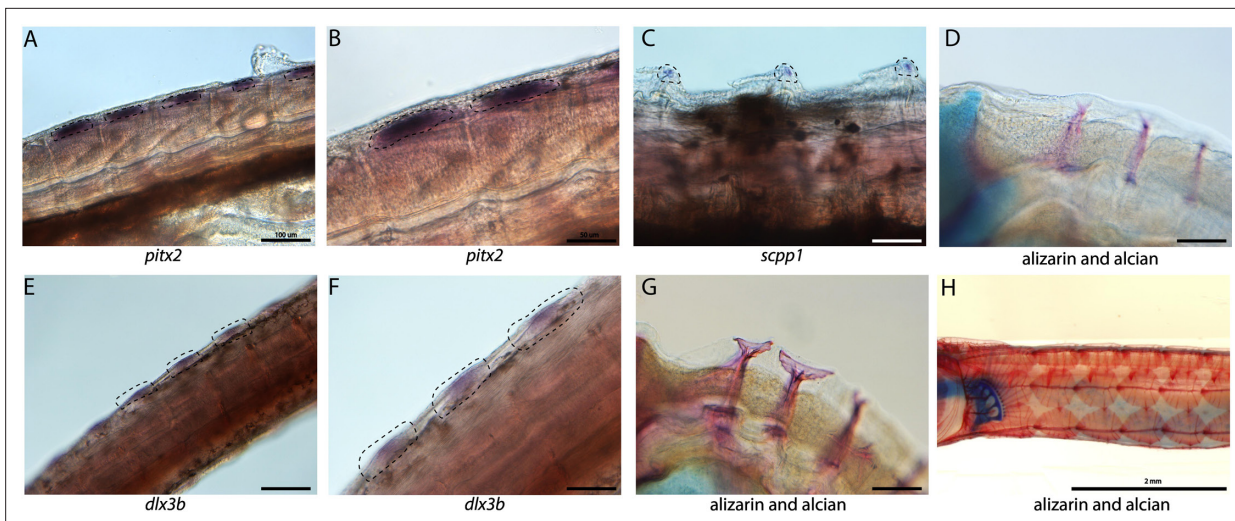 A
B
C
D
100 um
50 um
pitx2
pitx2
scpp1
alizarin and alcian
E
F
G
H
2 mm
dlx3b
dlx3b
alizarin and alcian
alizarin and alcian